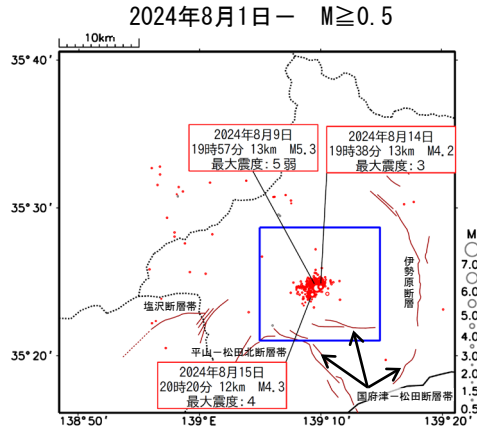 2024年8月1日－ M≧0.5
10km
35°40′
2024年8月9日
19時57分 13km M5.3
最大震度：5弱
2024年8月14日
19時38分 13km M4.2
最大震度：3
35°30′
M
7.0
6.0
5.0
4.0
3.0
2.0
1.5
0.5
伊勢原断層
塩沢断層帯
平山－松田北断層帯
35°20′
2024年8月15日
20時20分 12km M4.3
最大震度：4
国府津－松田断層帯
138°50′
139°E
139°10′
139°20′